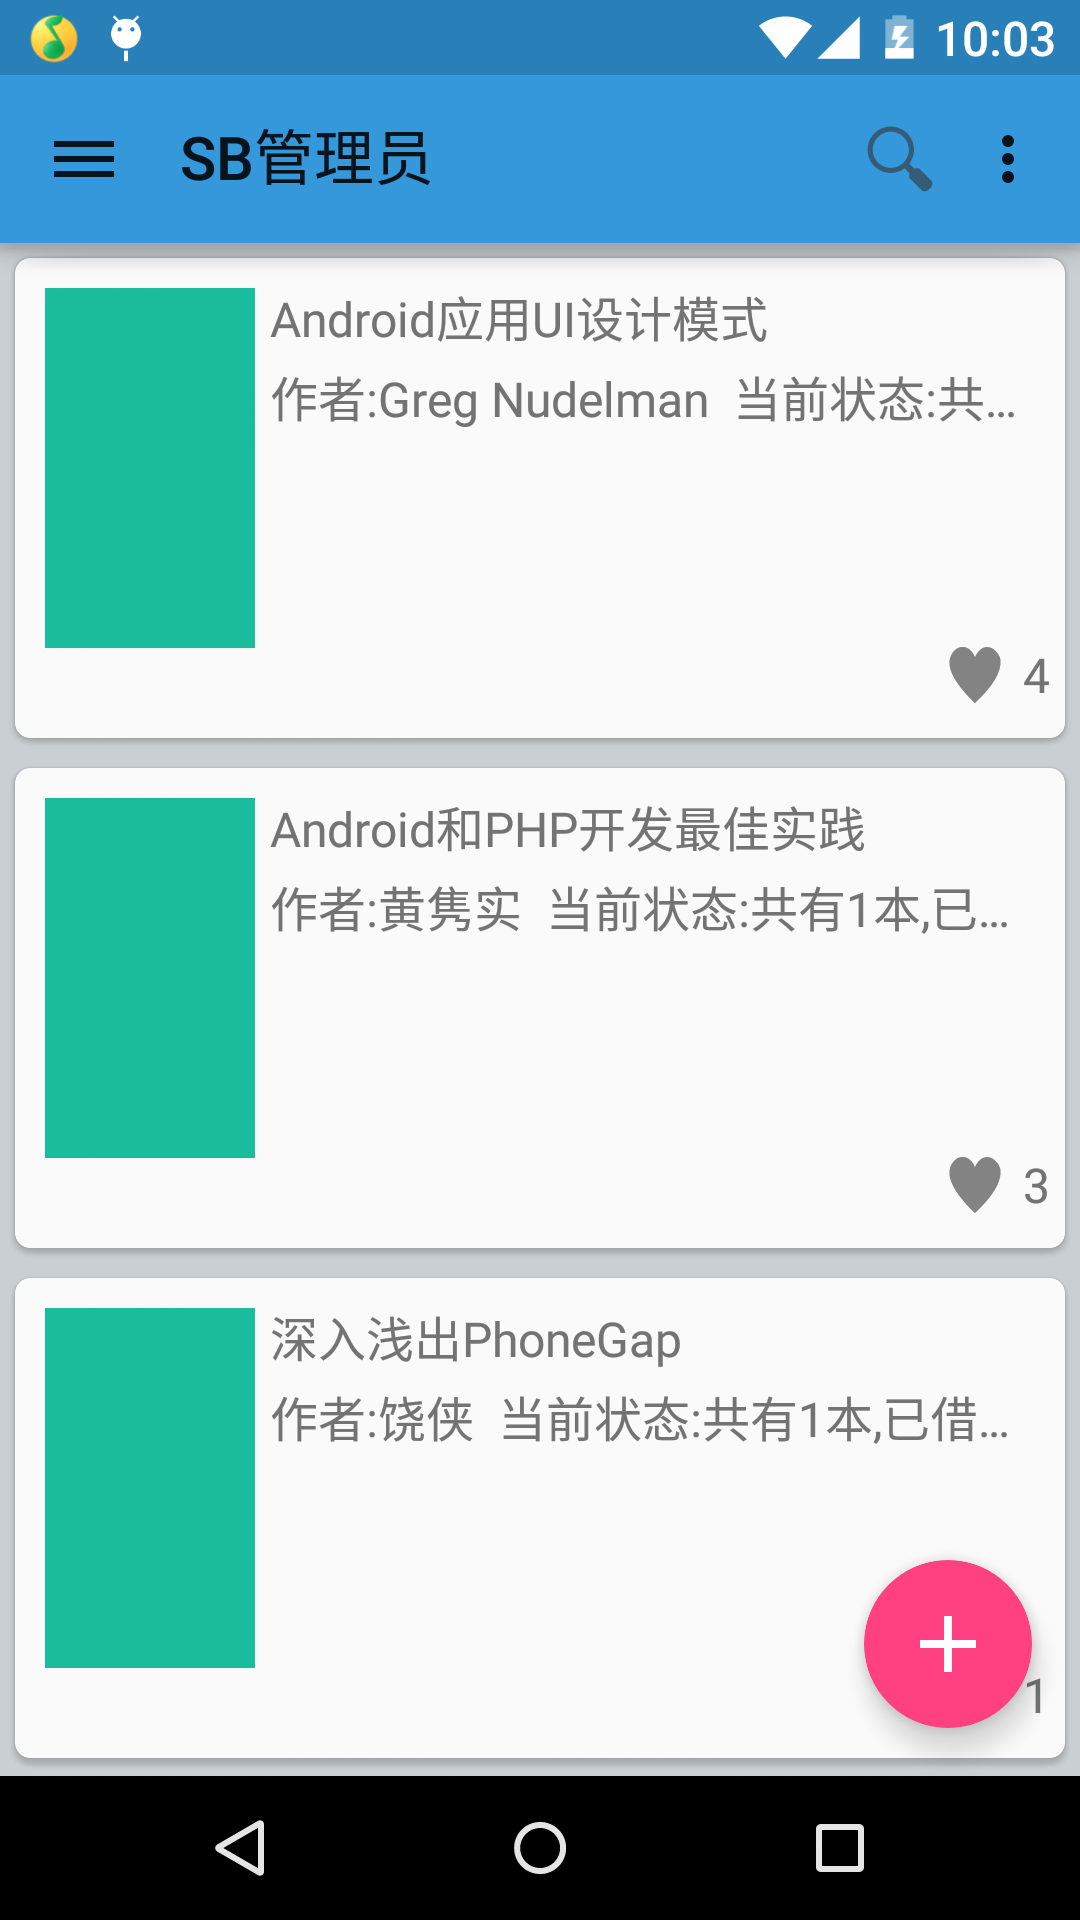 10:03
SB管理员
Android应用UI设计模式
作者:Greg Nudelman 当前状态:共...
4
Android和PHP开发最佳实践
作者:黄隽实 当前状态:共有1本,已...
3
深入浅出PhoneGap
作者:饶侠 当前状态:共有1本,已借...
1